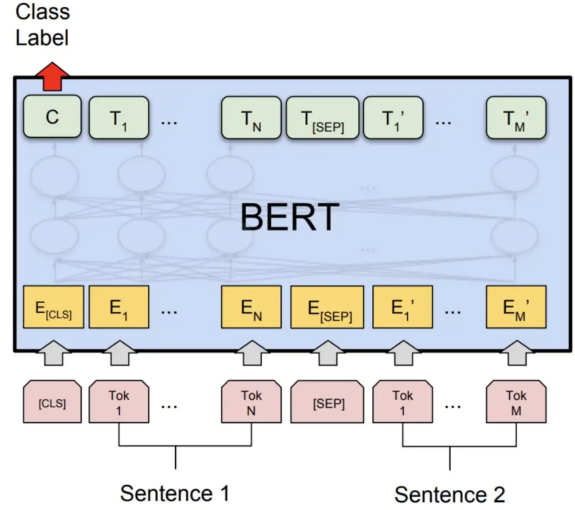 Class
Label
C T1 ... TN T[SEP] T1' ... TM'
BERT
E[CLS] E1 ... EN E[SEP] E1' ... EM'
[CLS] Tok 1 ... Tok N [SEP] Tok 1 ... Tok M
Sentence 1 Sentence 2